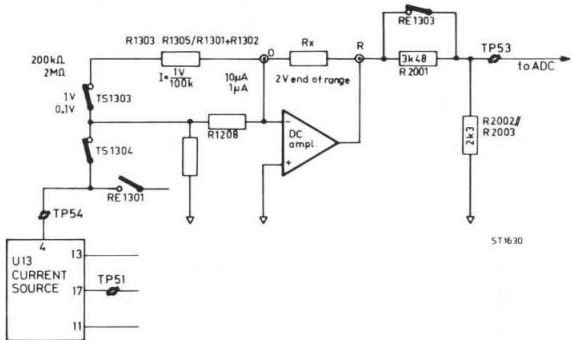 RE1303
R1303 R1305/R1301+R1302
O
Rx
R
3k48
R2001
TP53
to ADC
200kΩ
2MΩ
I=1V/100k
10µA
1µA
2V end of range
1V
0.1V
TS1303
R1208
DC
ampl.
−
+
TS1304
2k3
R2002//
R2003
RE1301
TP54
ST1630
4
U13
CURRENT
SOURCE
13
TP51
17
11